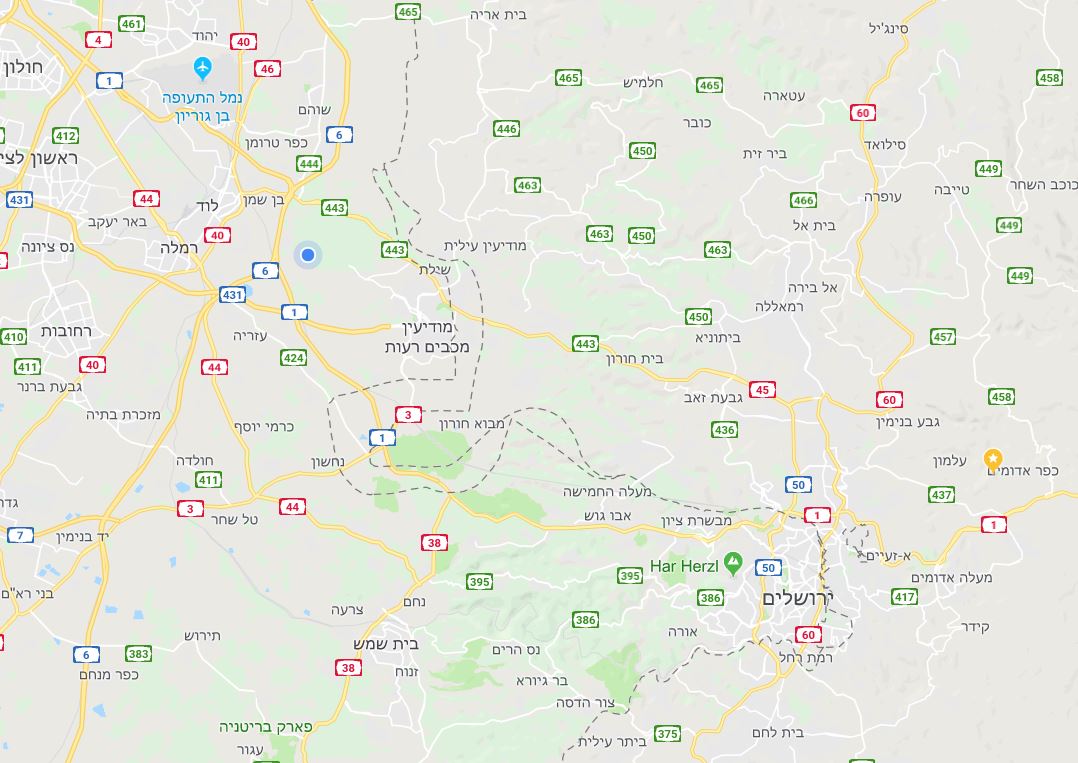 465
בית אריה
סינג'יל
461
4
יהוד
40
חולון
46
465
חלמיש
465
458
1
נמל התעופה
בן גוריון
שוהם
עטארה
60
כובר
412
6
446
כפר טרומן
סילואד
450
ביר זית
444
449
463
טייבה
כוכב השחר
431
44
בן שמן
466
עופרה
לוד
443
באר יעקב
בית אל
449
40
463
450
רמלה
נס ציונה
443
מודיעין עילית
463
6
שילת
449
431
אל בירה
1
רמאללה
450
מודיעין
מכבים רעות
רחובות
410
עזריה
ביתוניא
457
443
424
בית חורון
411
40
44
גבעת ברנר
45
גבעת זאב
60
458
מזכרת בתיה
3
מבוא חורון
גבע בנימין
כרמי יוסף
436
1
חולדה
נחשון
עלמון
כפר אדומים
411
50
מעלה החמישה
437
3
44
טל שחר
אבו גוש
מבשרת ציון
1
1
7
יד בנימין
38
א-זעיים
Har Herzl
50
395
395
מעלה אדומים
בני רא"ם
386
ירושלים
417
נחם
צרעה
386
אורה
60
קידר
תירוש
בית שמש
נס הרים
רמת רחל
6
383
38
כפר מנחם
זנוח
בר גיורא
צור הדסה
פארק בריטניה
375
בית לחם
עגור
ביתר עילית